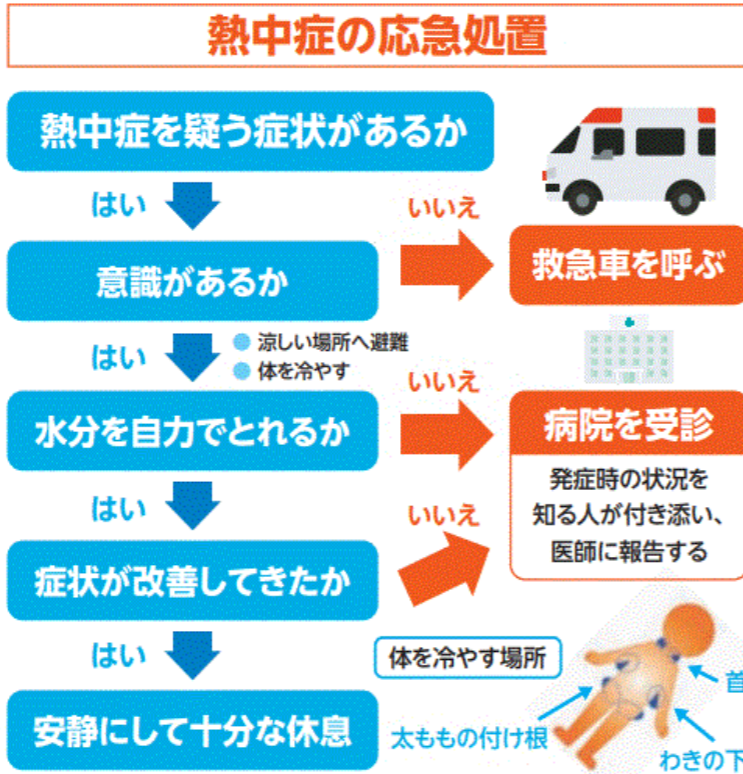 熱中症の応急処置
熱中症を疑う症状があるか
はい
いいえ
意識があるか
救急車を呼ぶ
はい
涼しい場所へ避難
体を冷やす
いいえ
水分を自力でとれるか
病院を受診
発症時の状況を
知る人が付き添い、
医師に報告する
はい
いいえ
症状が改善してきたか
はい
体を冷やす場所
首
安静にして十分な休息
太ももの付け根
わきの下